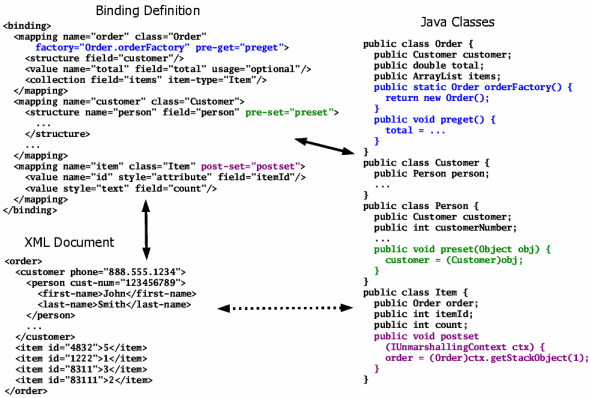 Binding Definition
<binding>
  <mapping name="order" class="Order"
      factory="Order.orderFactory" pre-get="preget">
    <structure field="customer"/>
    <value name="total" field="total" usage="optional"/>
    <collection field="items" item-type="Item"/>
  </mapping>
  <mapping name="customer" class="Customer">
    <structure name="person" field="person" pre-set="preset">
      ...
    </structure>
    ...
  </mapping>
  <mapping name="item" class="Item" post-set="postset">
    <value name="id" style="attribute" field="itemId"/>
    <value style="text" field="count"/>
  </mapping>
</binding>
XML Document
<order>
  <customer phone="888.555.1234">
    <person cust-num="123456789">
      <first-name>John</first-name>
      <last-name>Smith</last-name>
    </person>
    ...
  </customer>
  <item id="4832">5</item>
  <item id="1222">1</item>
  <item id="8311">3</item>
  <item id="83111">2</item>
</order>
Java Classes
public class Order {
  public Customer customer;
  public double total;
  public ArrayList items;
  public static Order orderFactory() {
    return new Order();
  }
  public void preget() {
    total = ...
  }
}
public class Customer {
  public Person person;
  ...
}
public class Person {
  public Customer customer;
  public int customerNumber;
  ...
  public void preset(Object obj) {
    customer = (Customer)obj;
  }
}
public class Item {
  public Order order;
  public int itemId;
  public int count;
  public void postset
    (IUnmarshallingContext ctx) {
    order = (Order)ctx.getStackObject(1);
  }
}